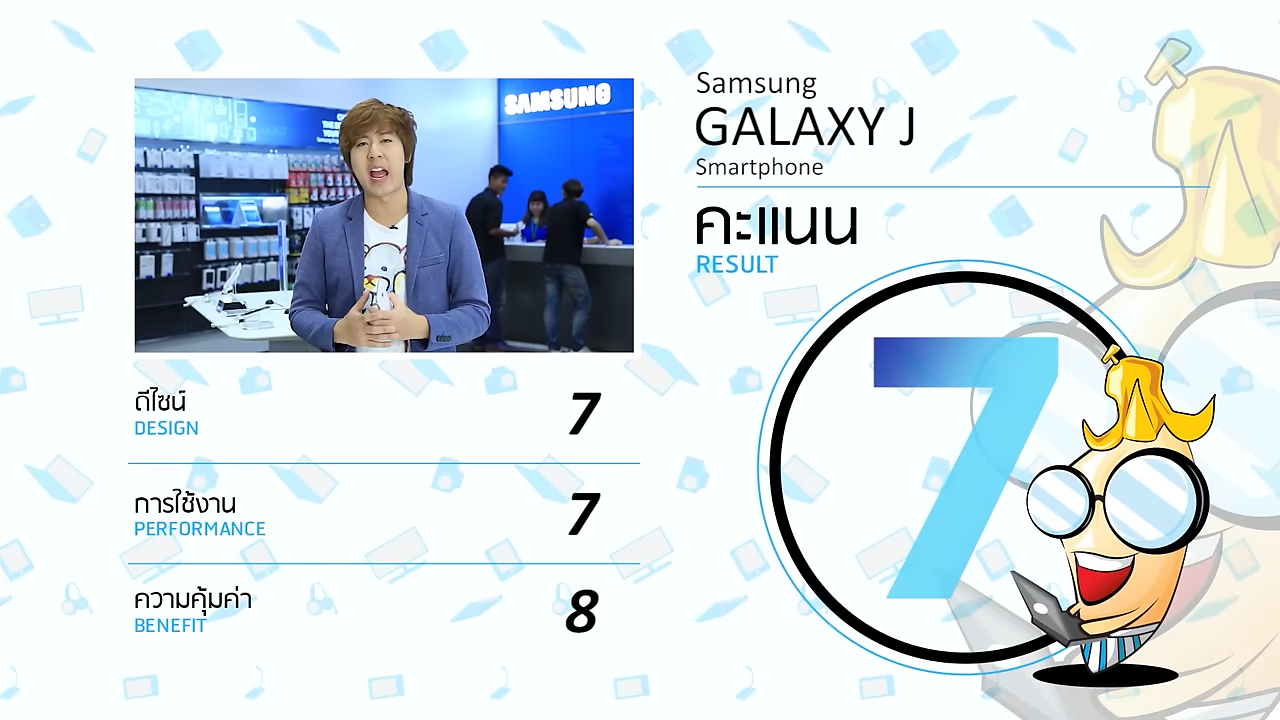 SAMSUNG
Samsung
GALAXY J
Smartphone
คะแนน
RESULT
7
ดีไซน์
DESIGN
7
การใช้งาน
PERFORMANCE
7
ความคุ้มค่า
BENEFIT
8